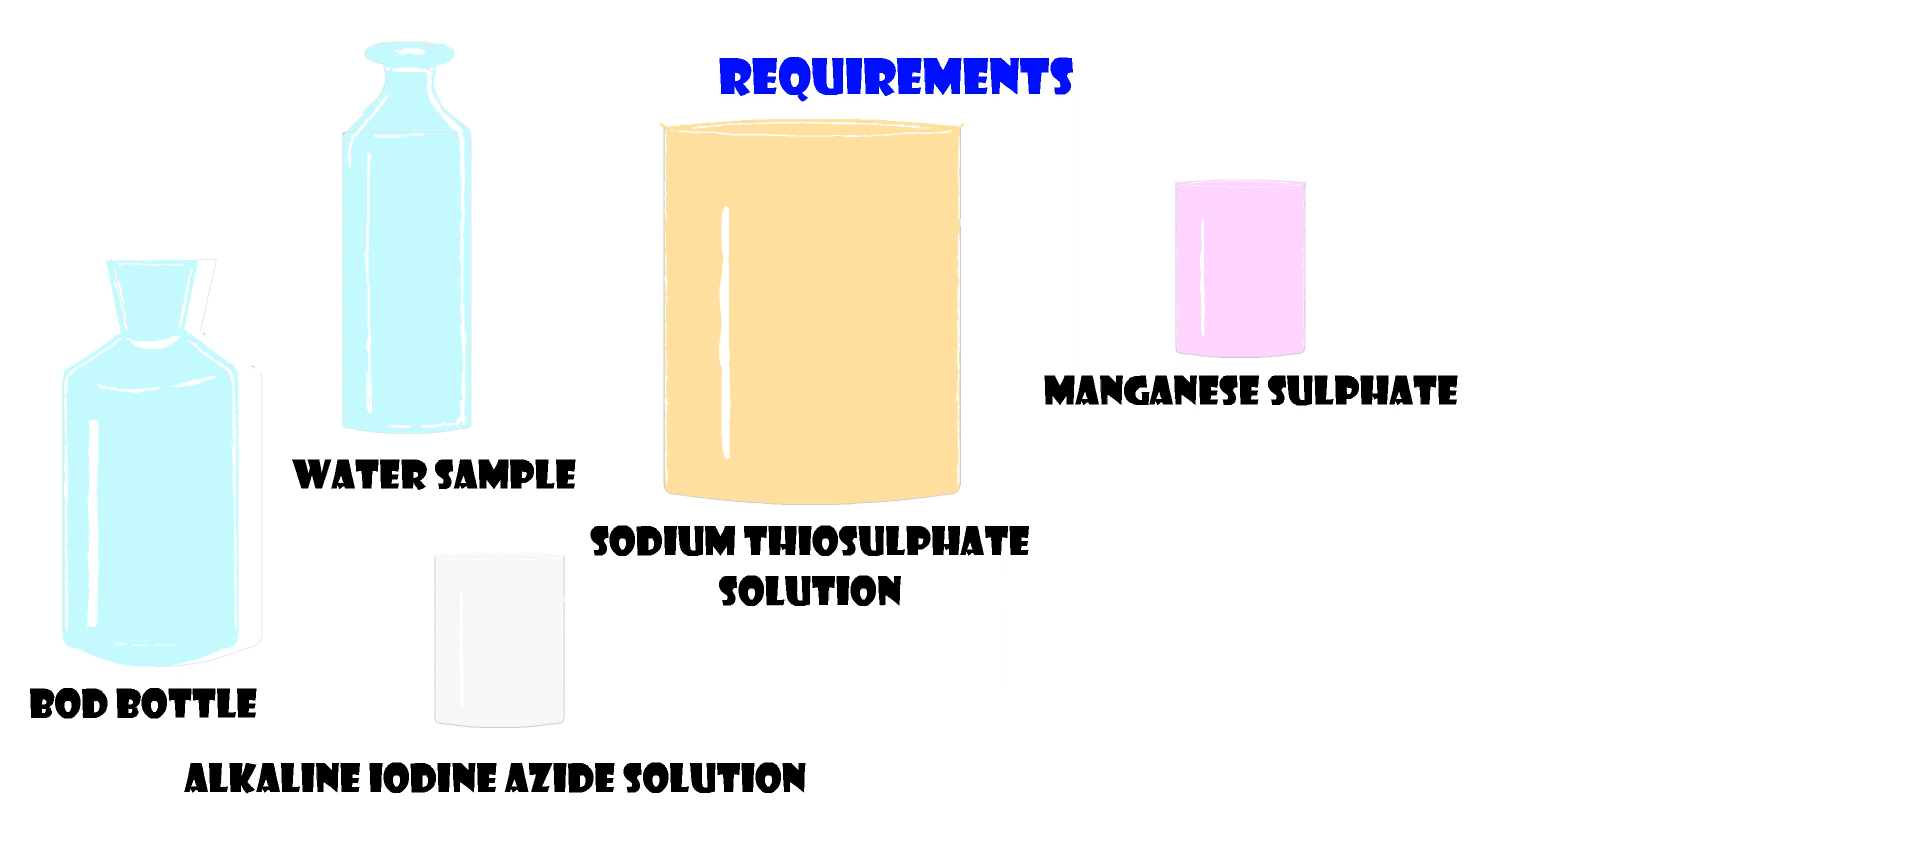 REQUIREMENTS
MANGANESE SULPHATE
WATER SAMPLE
SODIUM THIOSULPHATE
SOLUTION
BOD BOTTLE
ALKALINE IODINE AZIDE SOLUTION